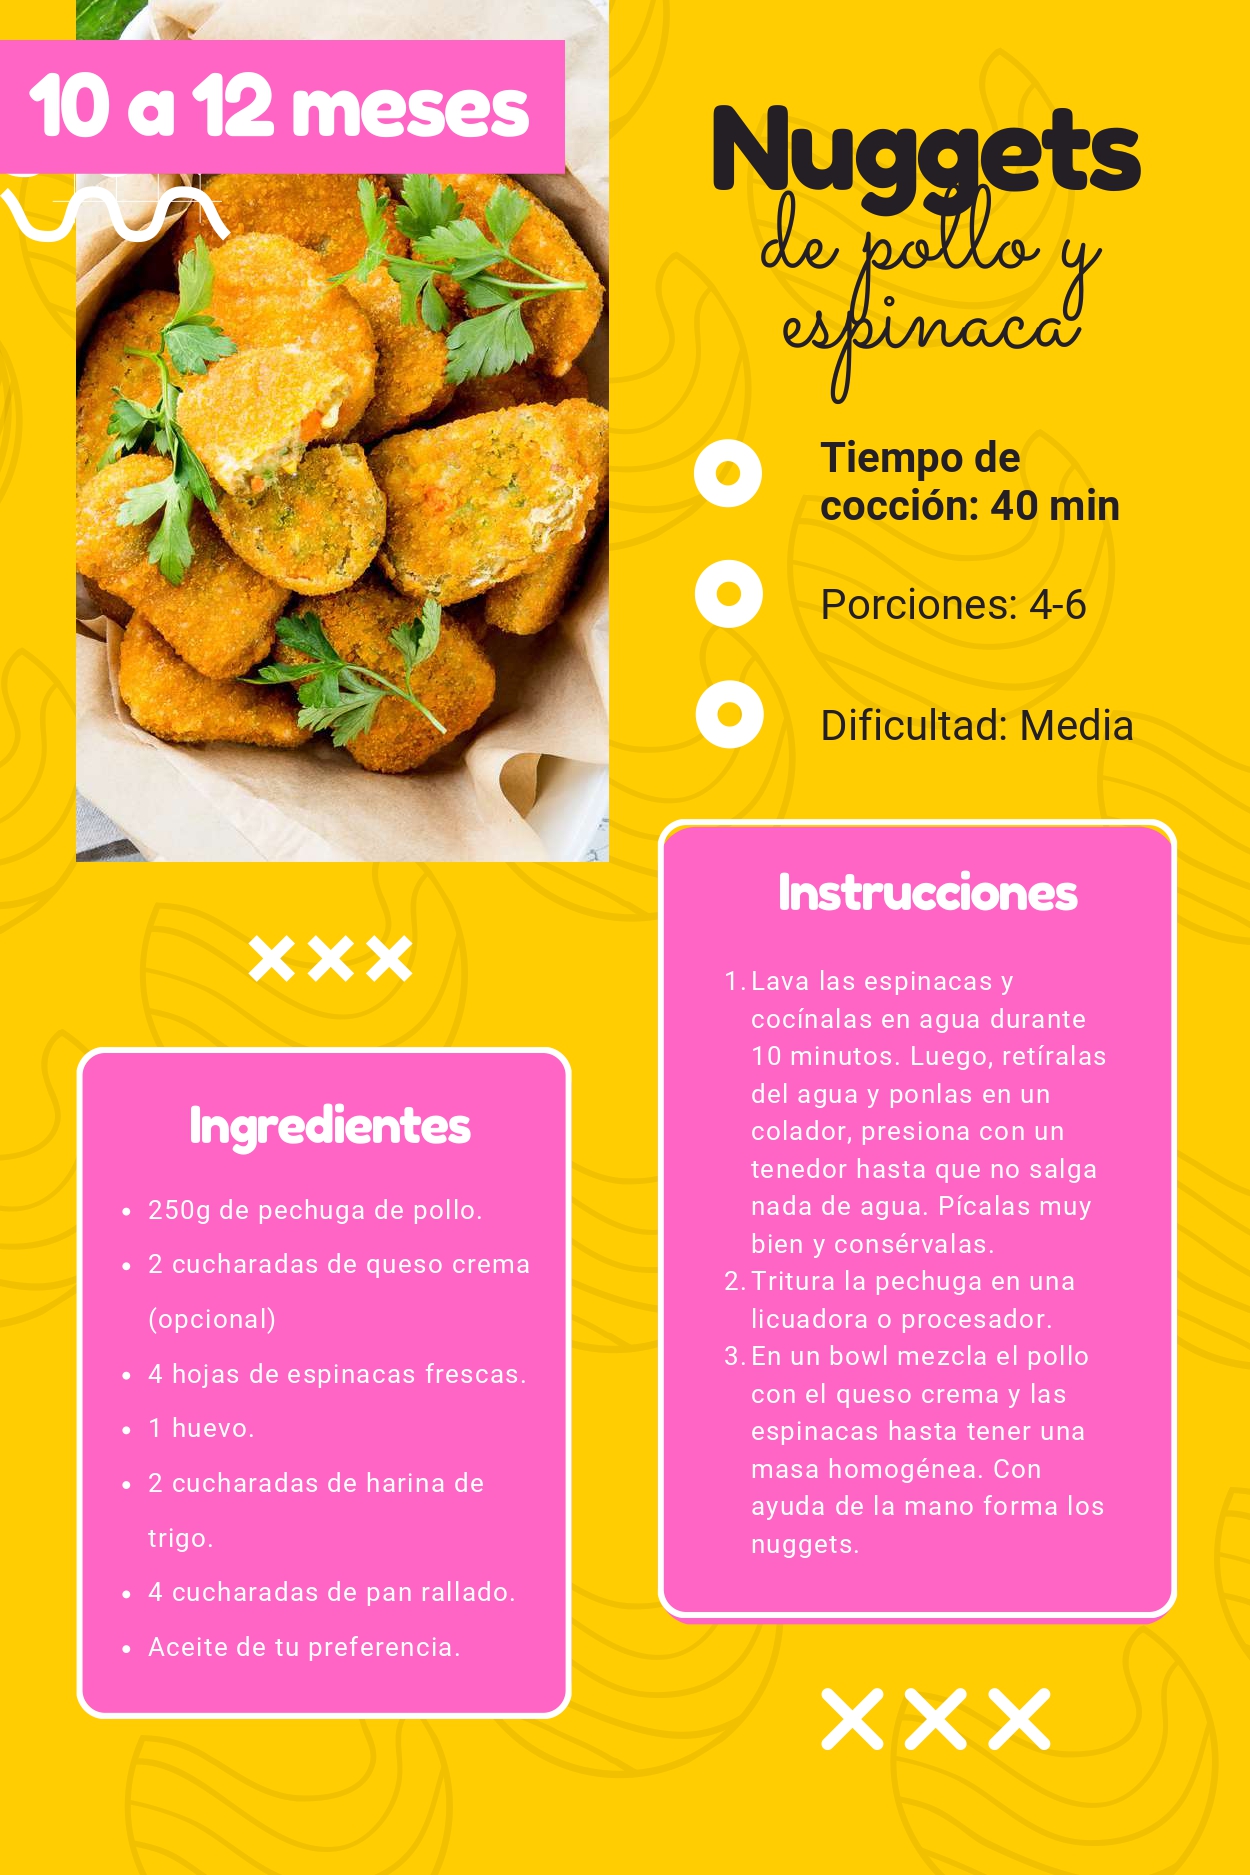 10 a 12 meses
Nuggets
de pollo y
espinaca
Tiempo de
cocción: 40 min
Porciones: 4-6
Dificultad: Media
Ingredientes
• 250g de pechuga de pollo.
• 2 cucharadas de queso crema
(opcional)
• 4 hojas de espinacas frescas.
• 1 huevo.
• 2 cucharadas de harina de
trigo.
• 4 cucharadas de pan rallado.
• Aceite de tu preferencia.
Instrucciones
1. Lava las espinacas y
cocínalas en agua durante
10 minutos. Luego, retíralas
del agua y ponlas en un
colador, presiona con un
tenedor hasta que no salga
nada de agua. Pícalas muy
bien y consérvalas.
2. Tritura la pechuga en una
licuadora o procesador.
3. En un bowl mezcla el pollo
con el queso crema y las
espinacas hasta tener una
masa homogénea. Con
ayuda de la mano forma los
nuggets.